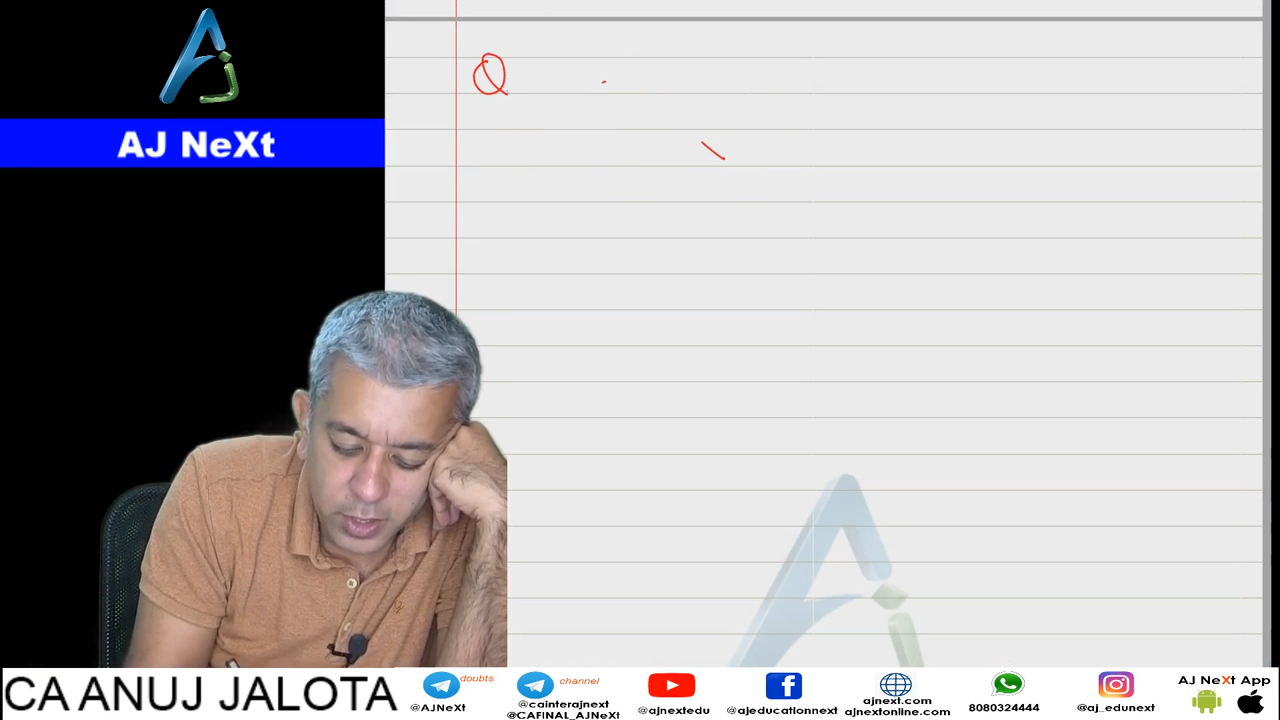 Q
AJ NeXt
CA ANUJ JALOTA
doubts
@AJNeXt
channel
@cainterajnext
@CAFINAL_AJNeXt
@ajnextedu
@ajeducationnext
ajnext.com
ajnextonline.com
8080324444
@aj_edunext
AJ NeXt App